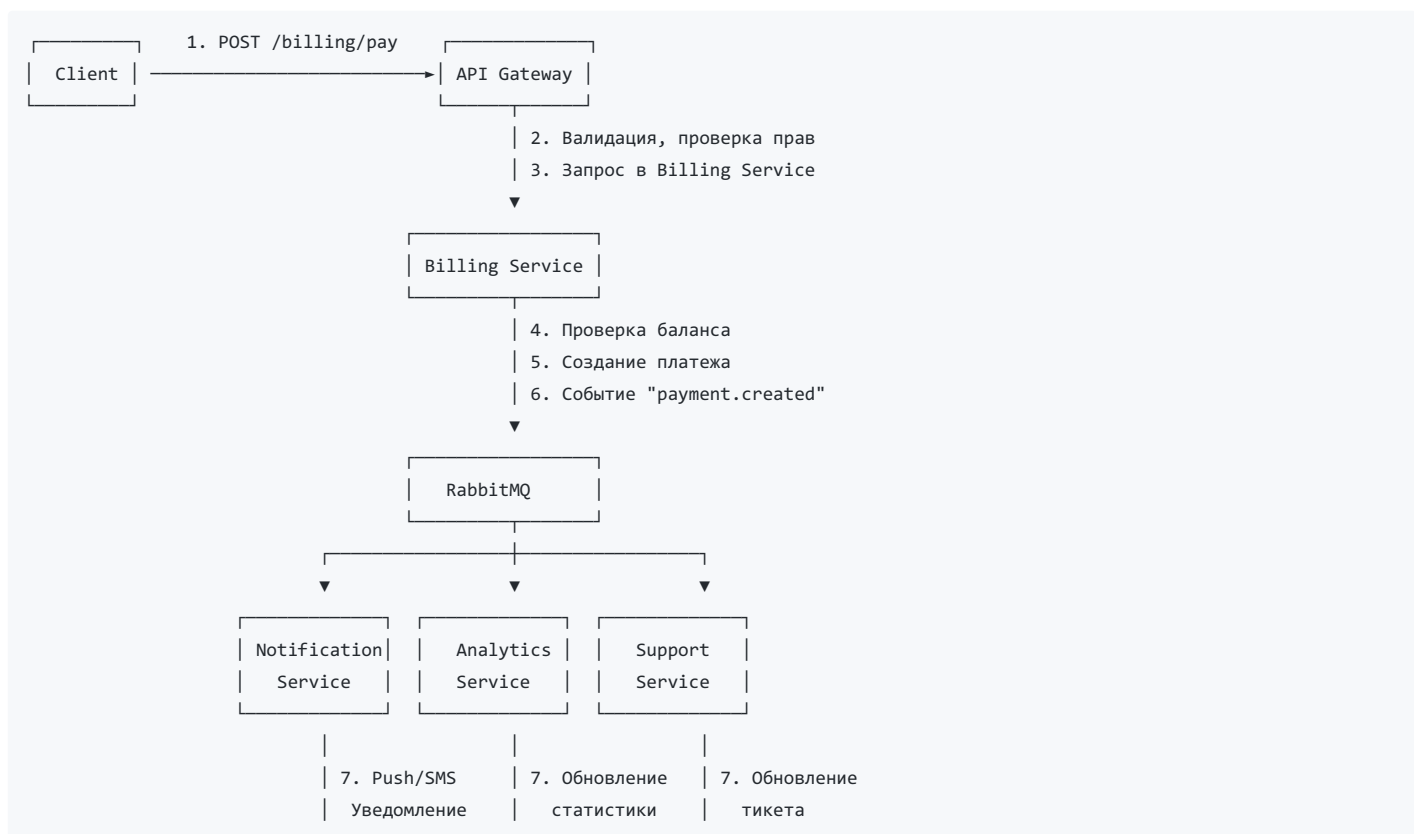 1. POST /billing/pay
Client
API Gateway
2. Валидация, проверка прав
3. Запрос в Billing Service
Billing Service
4. Проверка баланса
5. Создание платежа
6. Событие "payment.created"
RabbitMQ
Notification Analytics Support
Service Service Service
7. Push/SMS 7. Обновление 7. Обновление
Уведомление статистики тикета